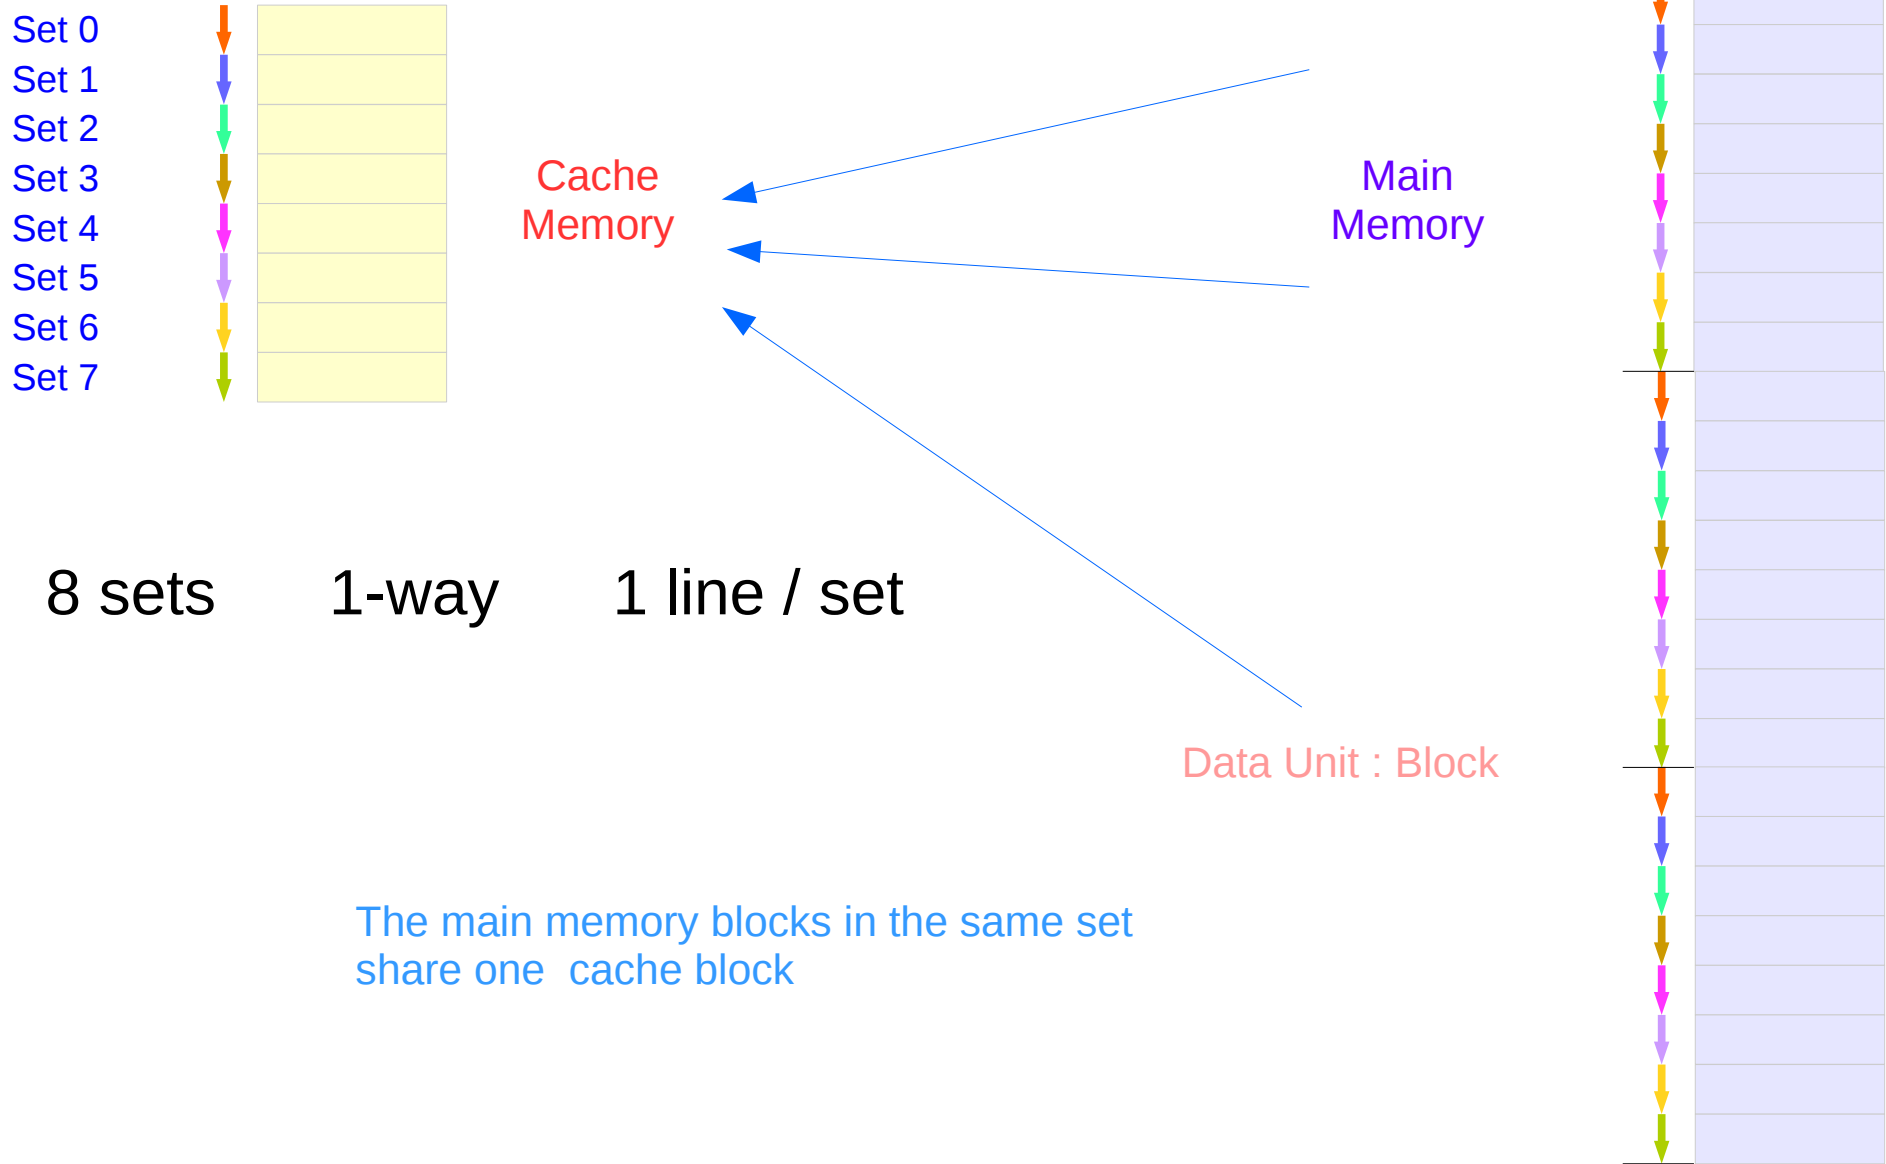 Set 0
Set 1
Set 2
Set 3
Set 4
Set 5
Set 6
Set 7
Cache
Memory
Main
Memory
8 sets 1-way 1 line / set
Data Unit : Block
The main memory blocks in the same set
share one cache block